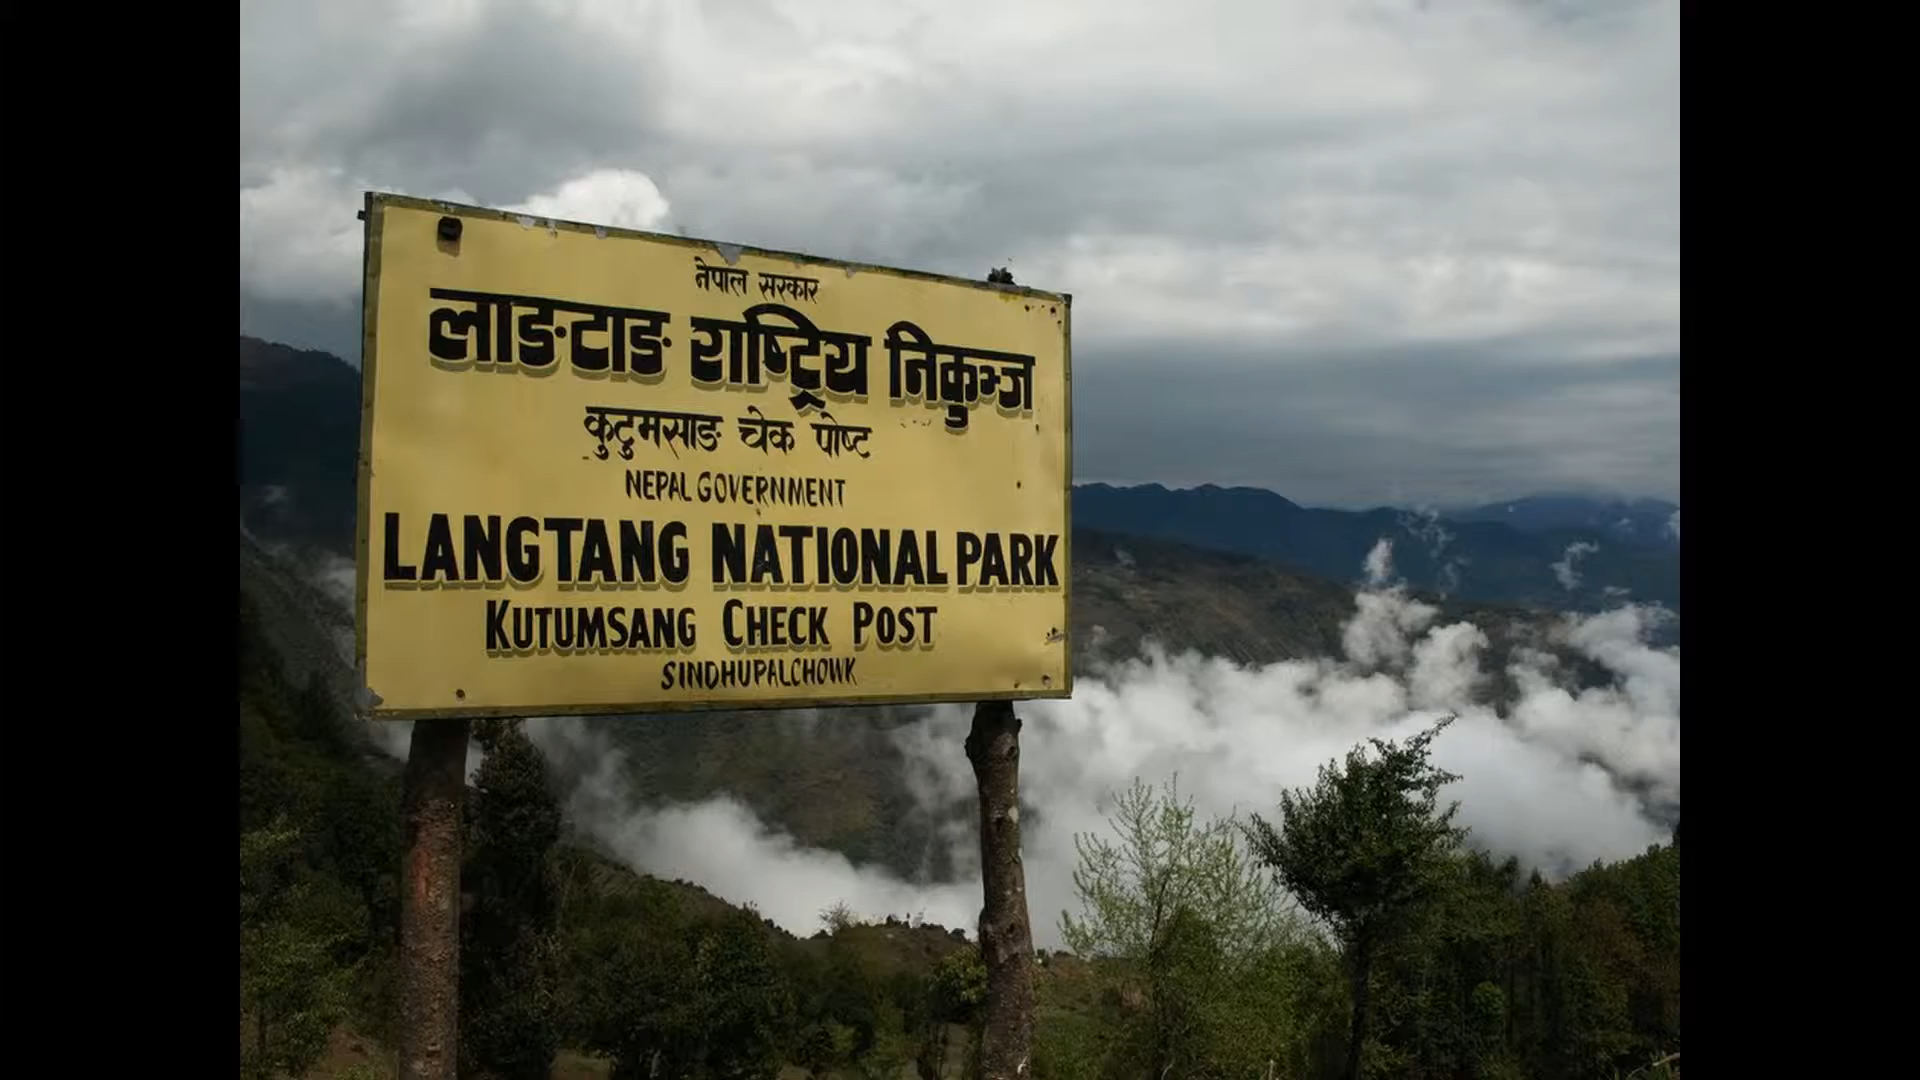 नेपाल सरकार
लाङटाङ राष्ट्रिय निकुञ्ज
कुटुमसाङ चेक पोष्ट
NEPAL GOVERNMENT
LANGTANG NATIONAL PARK
KUTUMSANG CHECK POST
SINDHUPALCHOWK